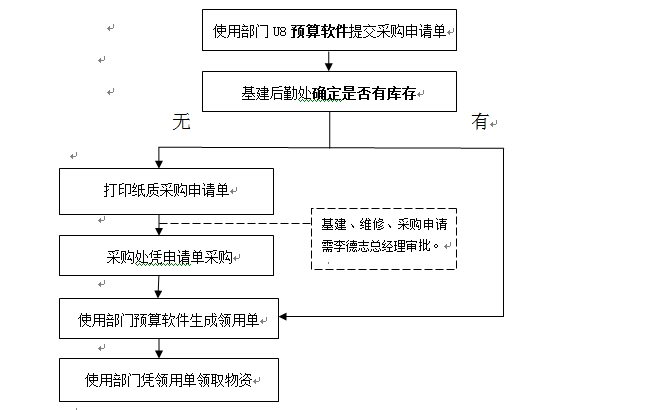 使用部门U8预算软件提交采购申请单
基建后勤处确定是否有库存
无
有
打印纸质采购申请单
基建、维修、采购申请
需李德志总经理审批。
采购处凭申请单采购
使用部门预算软件生成领用单
使用部门凭领用单领取物资